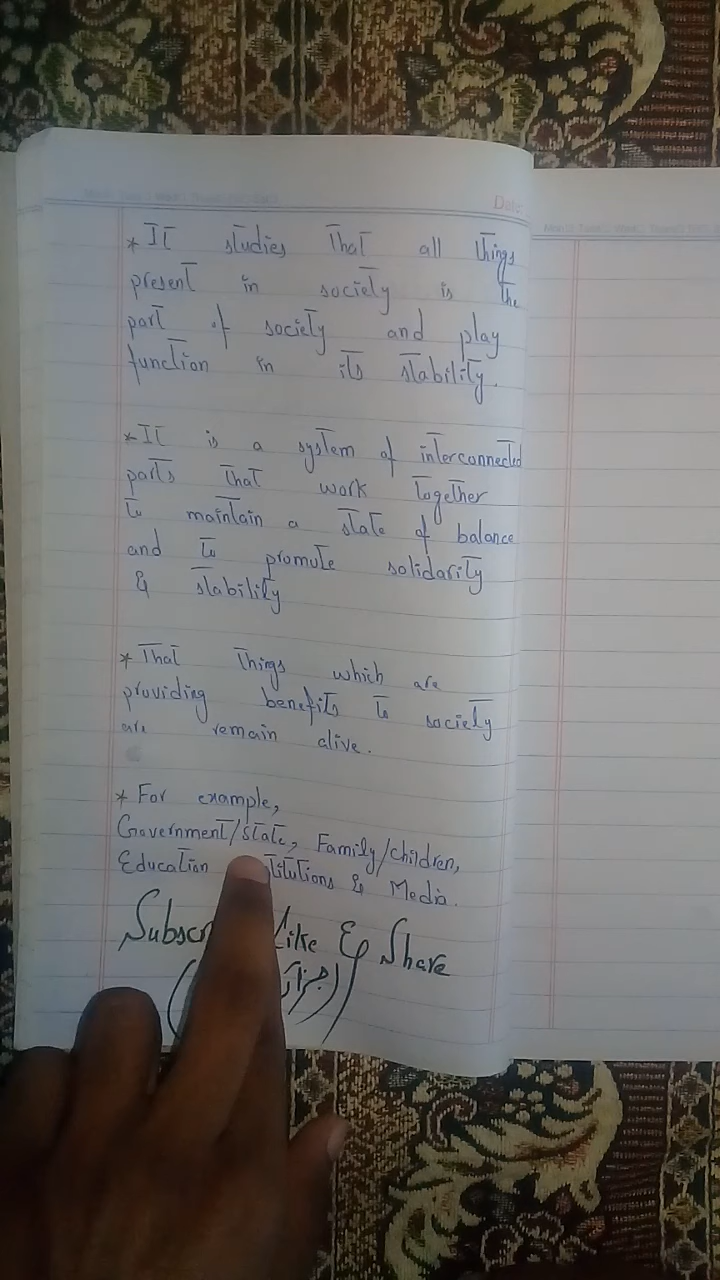 Date:
* It studies that all things
present in society is the
part of society and play
function in its stability.
* It is a system of interconnected
parts that work together
to maintain a state of balance
and to promote solidarity
& stability
* That things which are
providing benefits to society
are remain alive.
* For example,
Government/State, Family/children,
Education & Media.
Like & Share